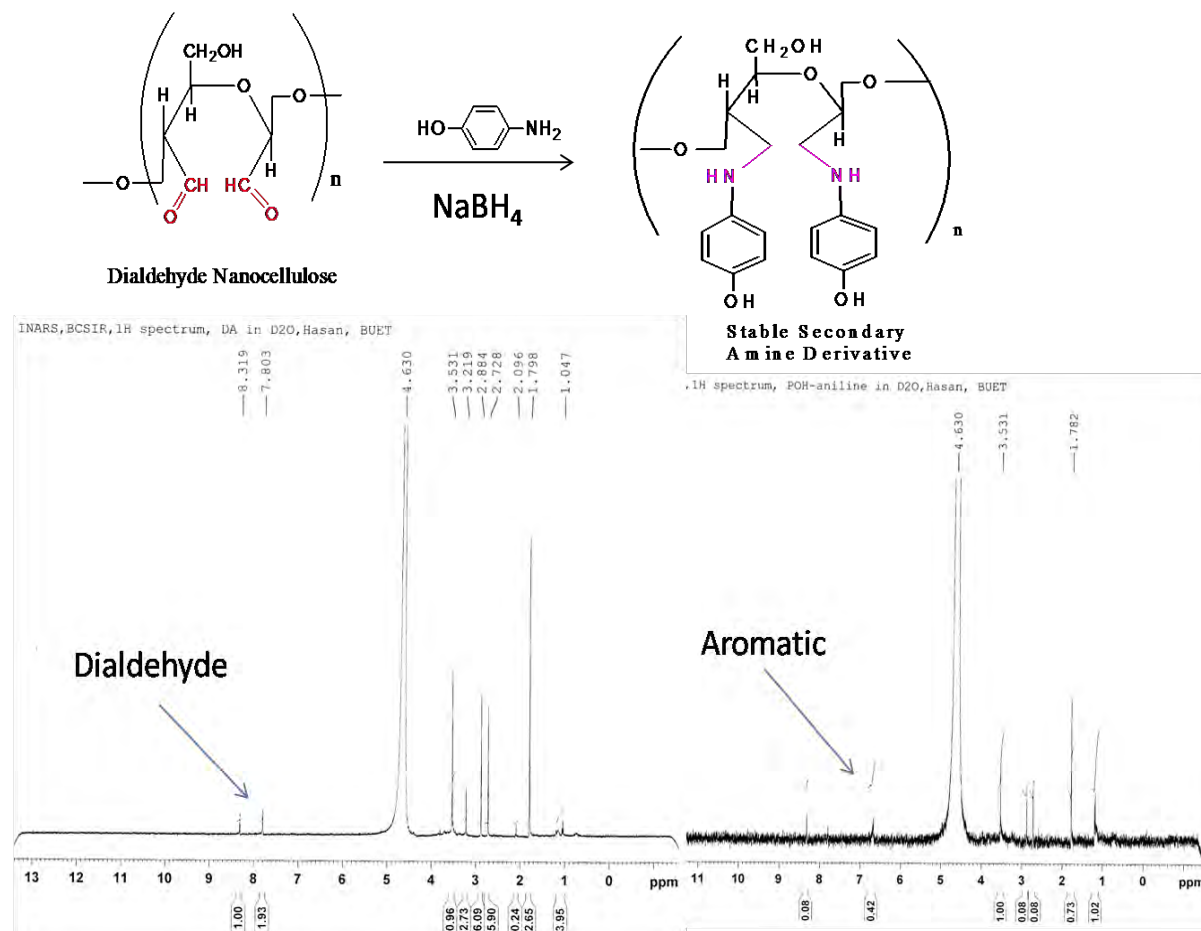 CH2OH
O
H
H
O
H
O
CH
HC
O
O
n
Dialdehyde Nanocellulose
HO
NH2
NaBH4
CH2OH
O
H
H
O
H
O
HN
NH
OH
OH
n
Stable Secondary
Amine Derivative
INARS,BCSIR,1H spectrum, DA in D2O,Hasan, BUET
8.319
7.803
4.630
3.531
3.219
2.884
2.728
2.096
1.798
1.047
Dialdehyde
13 12 11 10 9 8 7 6 5 4 3 2 1 0 ppm
1.00
1.93
0.96
2.73
6.09
5.90
0.24
2.65
3.95
,1H spectrum, POH-aniline in D2O,Hasan, BUET
4.630
3.531
1.782
Aromatic
11 10 9 8 7 6 5 4 3 2 1 0 ppm
0.08
0.42
1.00
0.08
0.08
0.73
1.02